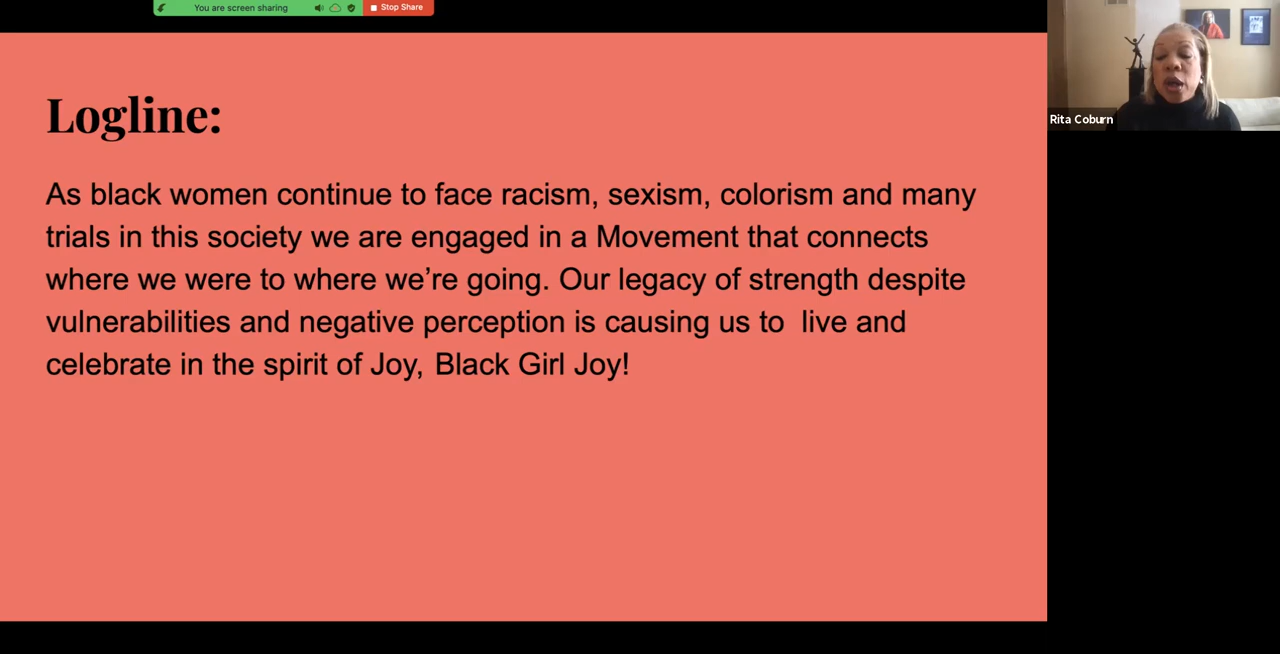 You are screen sharing
Stop Share
Logline:
As black women continue to face racism, sexism, colorism and many
trials in this society we are engaged in a Movement that connects
where we were to where we’re going. Our legacy of strength despite
vulnerabilities and negative perception is causing us to  live and
celebrate in the spirit of Joy, Black Girl Joy!
Rita Coburn